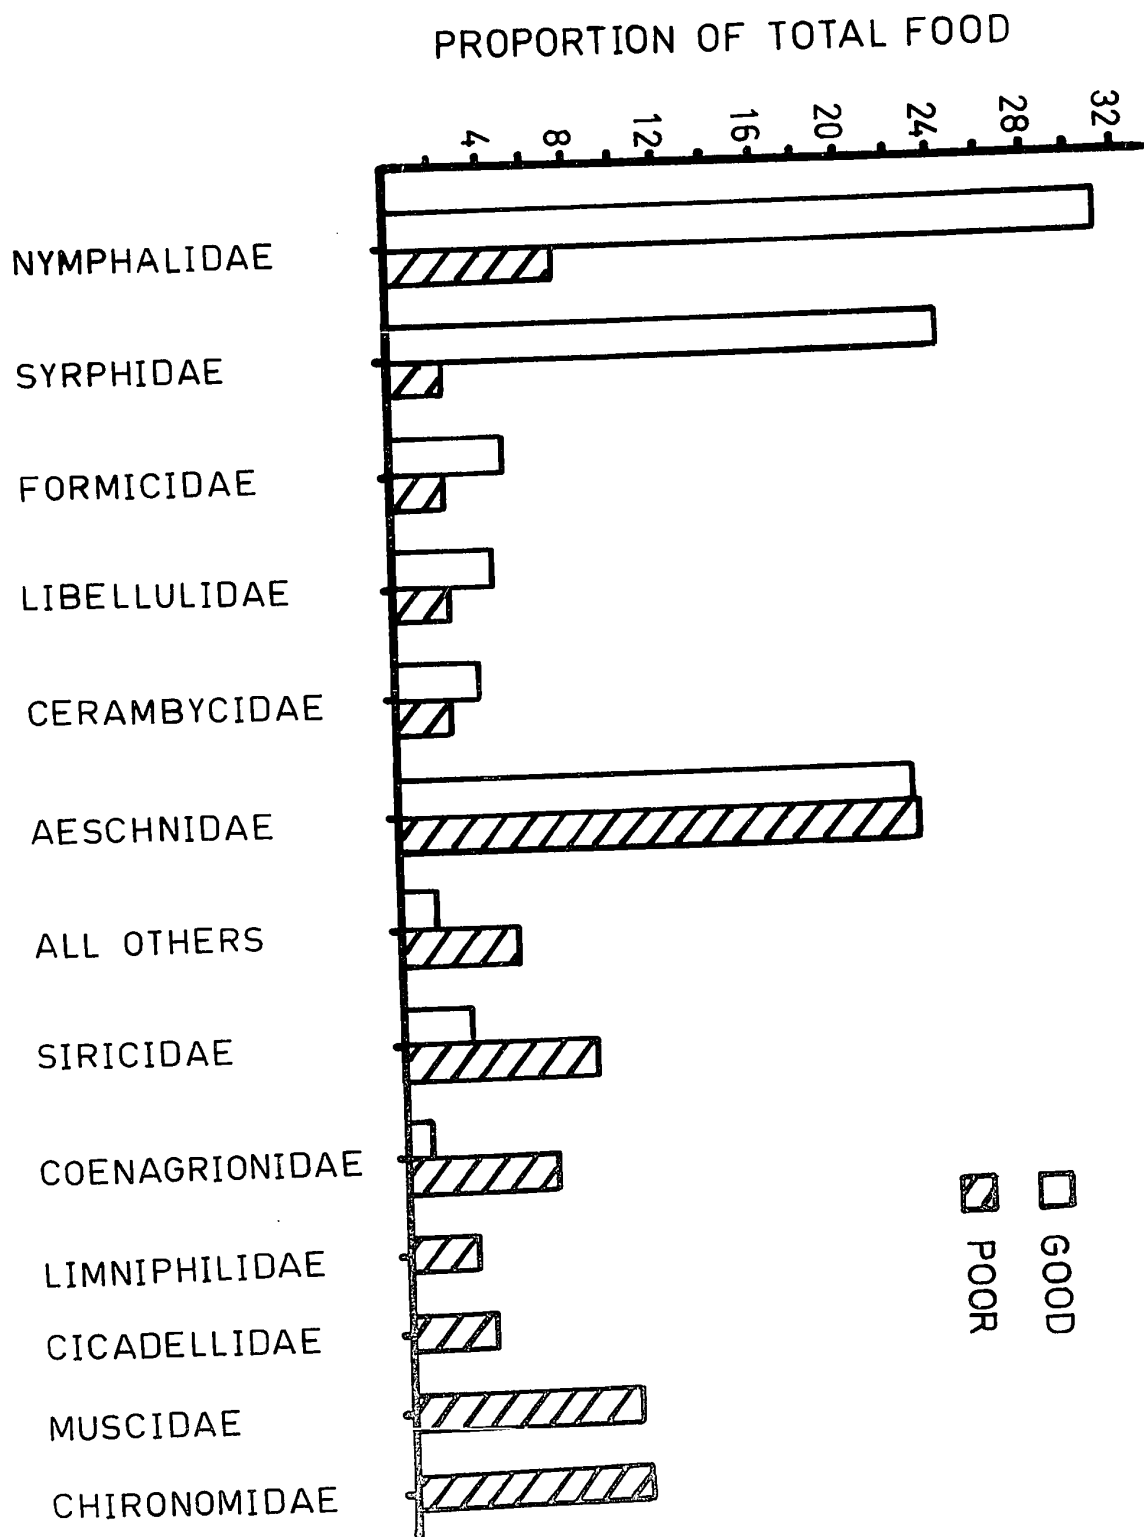 PROPORTION OF TOTAL FOOD
4 8 12 16 20 24 28 32
NYMPHALIDAE
SYRPHIDAE
FORMICIDAE
LIBELLULIDAE
CERAMBYCIDAE
AESCHNIDAE
ALL OTHERS
SIRICIDAE
COENAGRIONIDAE
LIMNIPHILIDAE
CICADELLIDAE
MUSCIDAE
CHIRONOMIDAE
GOOD
POOR